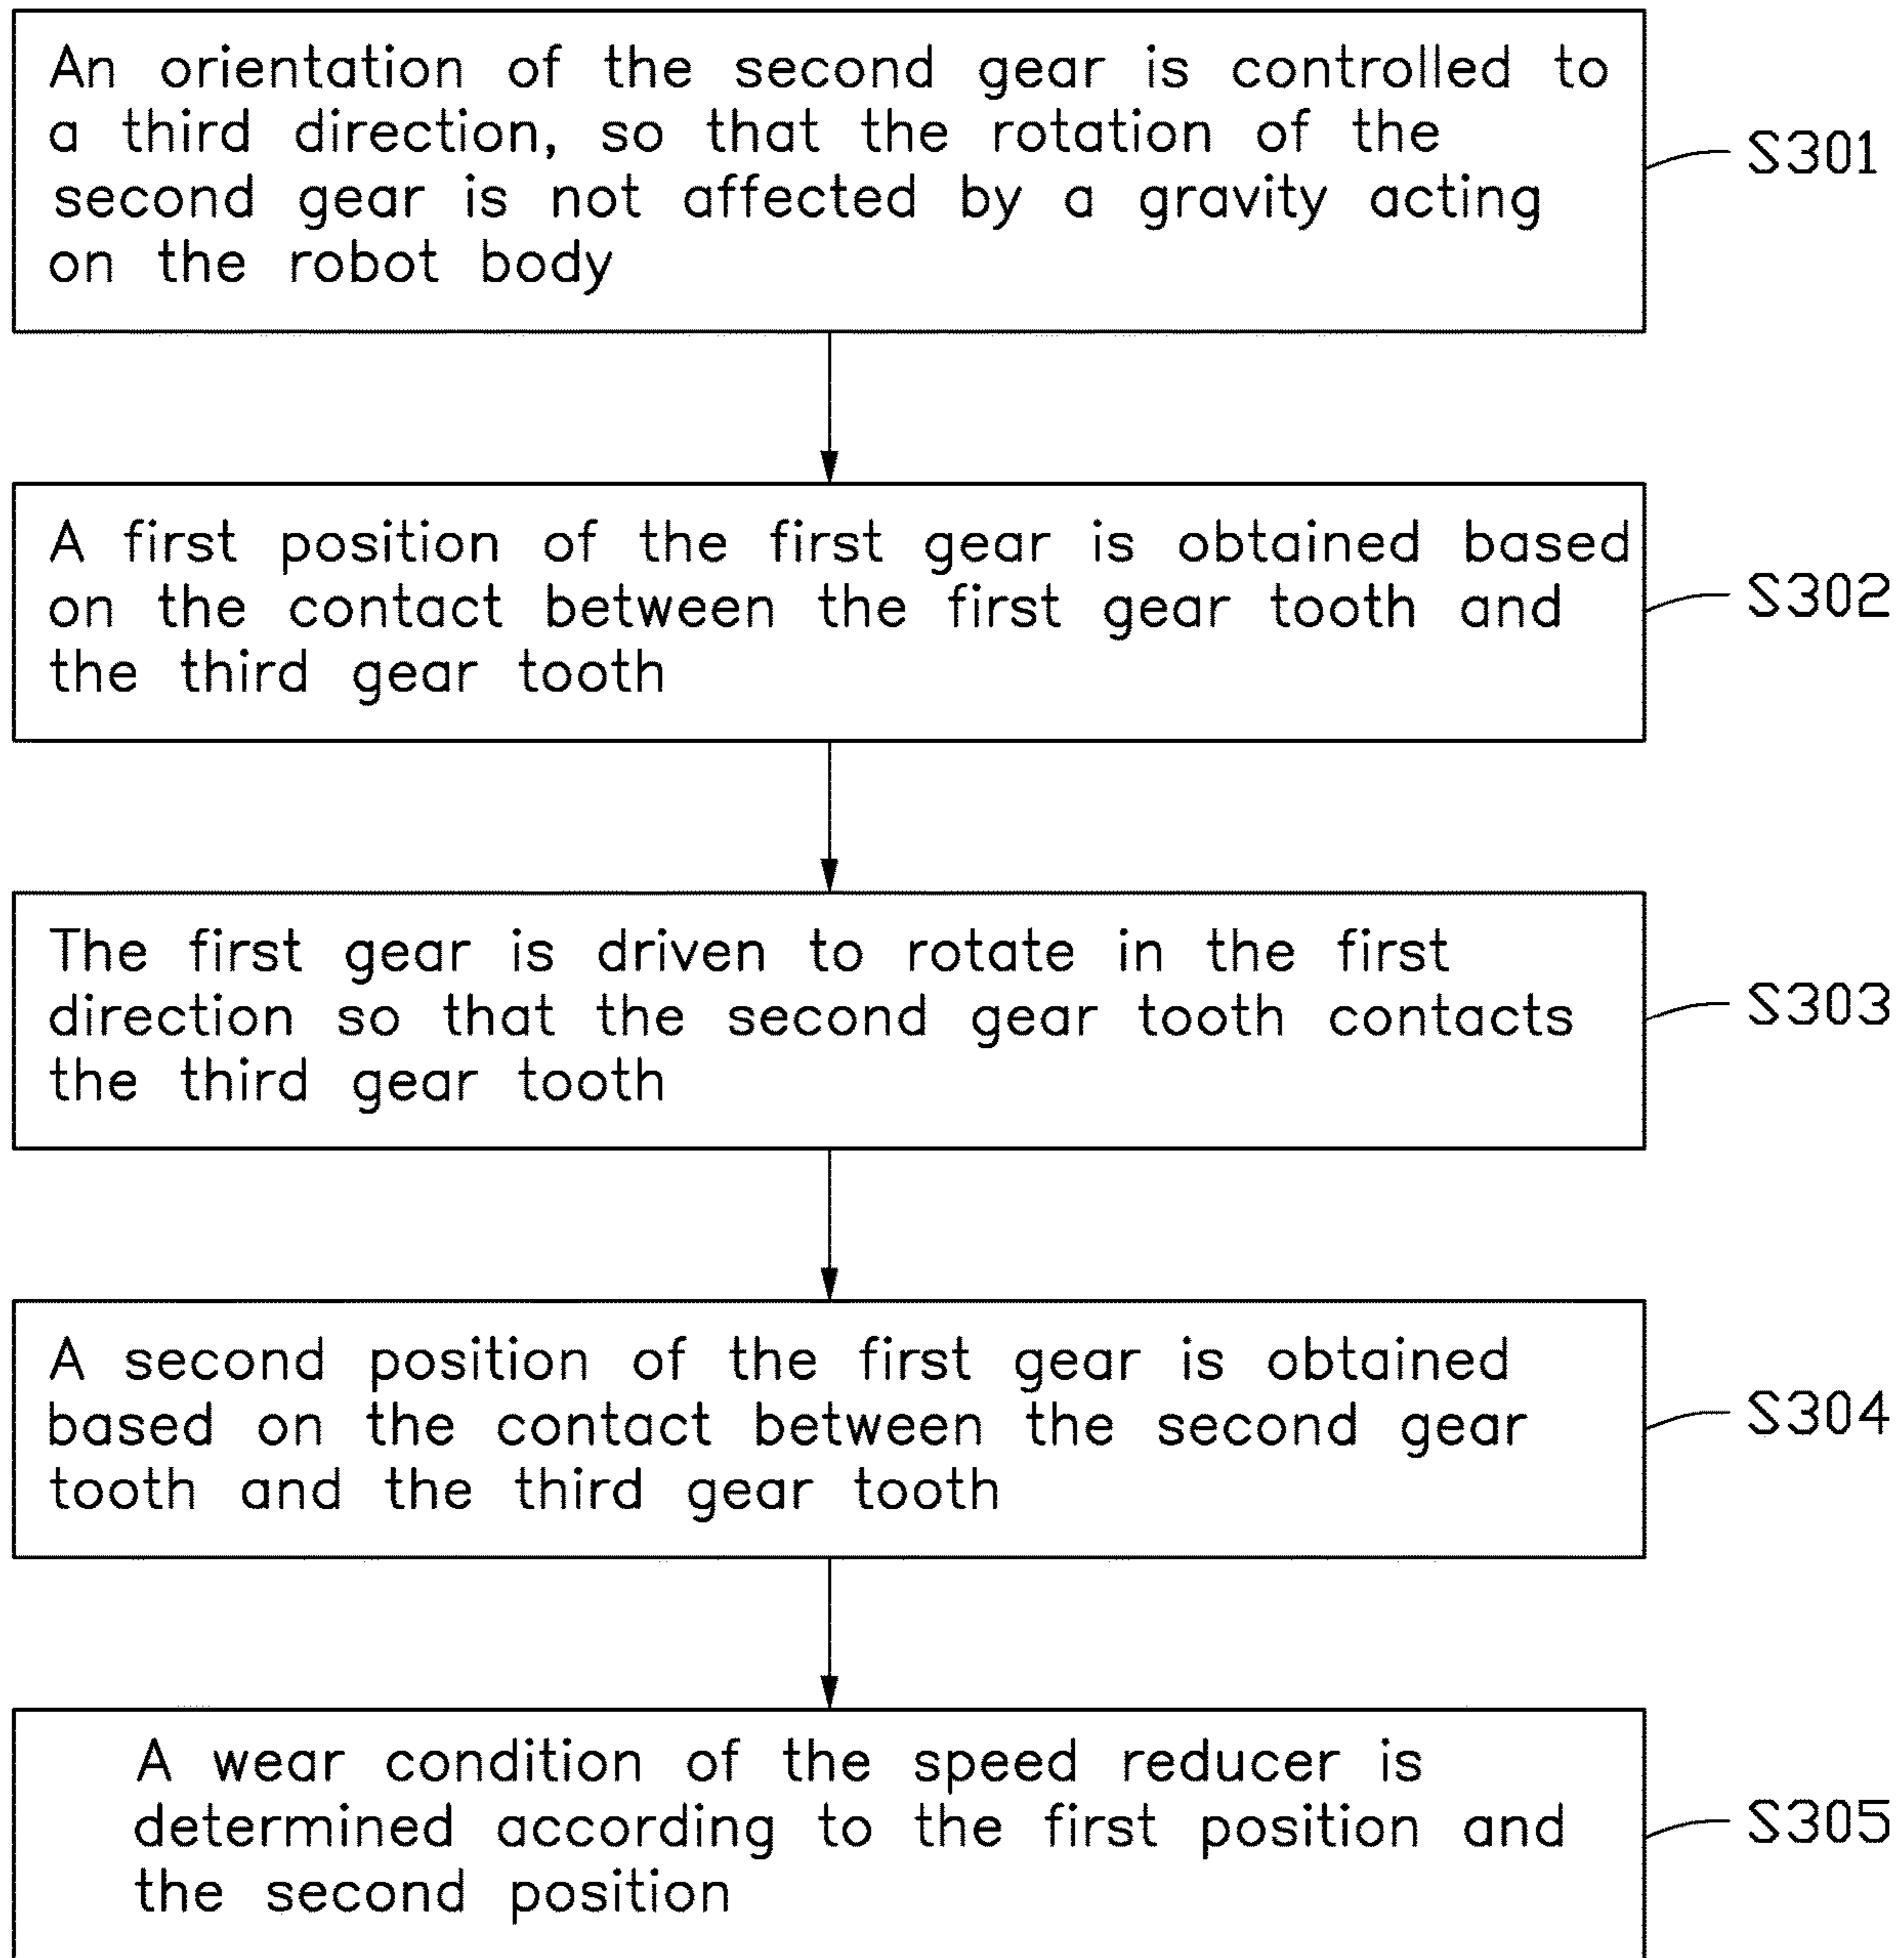 An orientation of the second gear is controlled to
a third direction, so that the rotation of the
second gear is not affected by a gravity acting
on the robot body
S301
A first position of the first gear is obtained based
on the contact between the first gear tooth and
the third gear tooth
S302
The first gear is driven to rotate in the first
direction so that the second gear tooth contacts
the third gear tooth
S303
A second position of the first gear is obtained
based on the contact between the second gear
tooth and the third gear tooth
S304
A wear condition of the speed reducer is
determined according to the first position and
the second position
S305